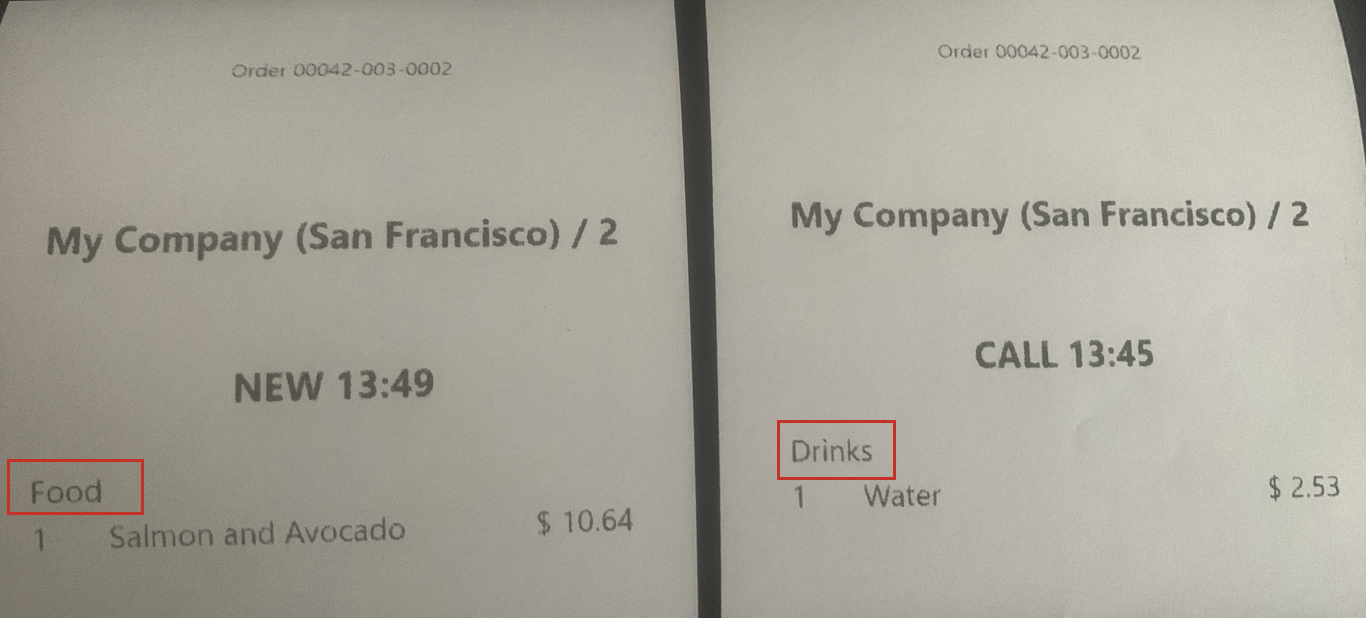 Order 00042-003-0002
My Company (San Francisco) / 2
NEW 13:49
Food
1 Salmon and Avocado $ 10.64
Order 00042-003-0002
My Company (San Francisco) / 2
CALL 13:45
Drinks
1 Water $ 2.53